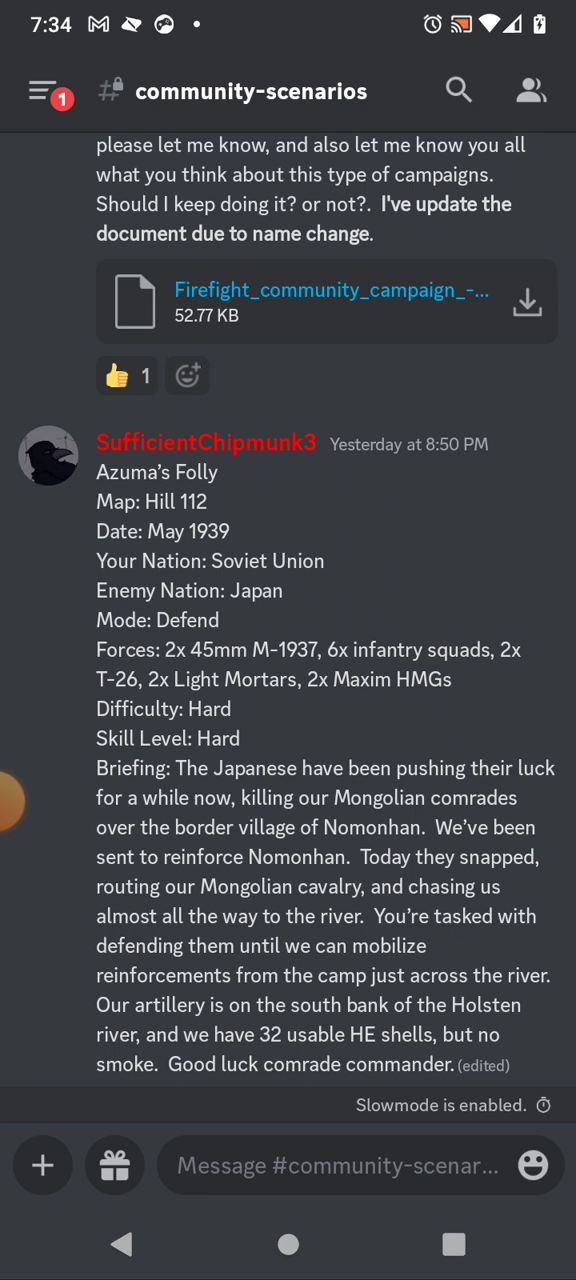 7:34
1
community-scenarios
please let me know, and also let me know you all
what you think about this type of campaigns.
Should I keep doing it? or not?.  I've update the
document due to name change.
Firefight_community_campaign_-...
52.77 KB
1
SufficientChipmunk3 Yesterday at 8:50 PM
Azuma’s Folly
Map: Hill 112
Date: May 1939
Your Nation: Soviet Union
Enemy Nation: Japan
Mode: Defend
Forces: 2x 45mm M-1937, 6x infantry squads, 2x
T-26, 2x Light Mortars, 2x Maxim HMGs
Difficulty: Hard
Skill Level: Hard
Briefing: The Japanese have been pushing their luck
for a while now, killing our Mongolian comrades
over the border village of Nomonhan.  We’ve been
sent to reinforce Nomonhan.  Today they snapped,
routing our Mongolian cavalry, and chasing us
almost all the way to the river.  You’re tasked with
defending them until we can mobilize
reinforcements from the camp just across the river.
Our artillery is on the south bank of the Holsten
river, and we have 32 usable HE shells, but no
smoke.  Good luck comrade commander. (edited)
Slowmode is enabled.
Message #community-scenar...